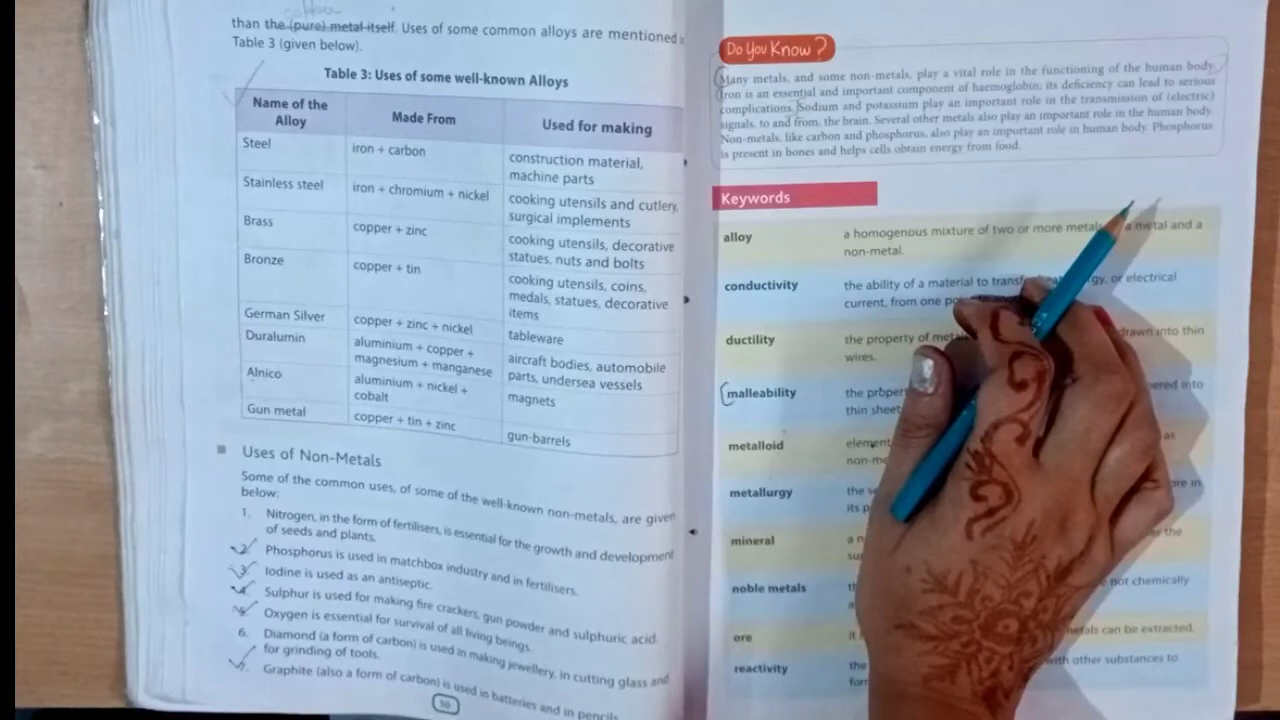 than the (pure) metal itself. Uses of some common alloys are mentioned
Table 3 (given below).
Table 3: Uses of some well-known Alloys
Name of the Alloy Made From Used for making
Steel iron + carbon construction material, machine parts
Stainless steel iron + chromium + nickel cooking utensils and cutlery, surgical implements
Brass copper + zinc cooking utensils, decorative statues, nuts and bolts
Bronze copper + tin cooking utensils, coins, medals, statues, decorative items
German Silver copper + zinc + nickel tableware
Duralumin aluminium + copper + magnesium + manganese aircraft bodies, automobile parts, undersea vessels
Alnico aluminium + nickel + cobalt magnets
Gun metal copper + tin + zinc gun-barrels
Uses of Non-Metals
Some of the common uses, of some of the well-known non-metals, are given
below:
1. Nitrogen, in the form of fertilisers, is essential for the growth and development
of seeds and plants.
2. Phosphorus is used in matchbox industry and in fertilisers.
3. Iodine is used as an antiseptic.
4. Sulphur is used for making fire crackers, gun powder and sulphuric acid.
5. Oxygen is essential for survival of all living beings.
6. Diamond (a form of carbon) is used in making jewellery, in cutting glass and
for grinding of tools.
7. Graphite (also a form of carbon) is used in batteries and in pencils
50
Do You Know?
Many metals, and some non-metals, play a vital role in the functioning of the human body.
Iron is an essential and important component of haemoglobin; its deficiency can lead to serious
complications. Sodium and potassium play an important role in the transmission of (electric)
signals, to and from, the brain. Several other metals also play an important role in the human body.
Non-metals, like carbon and phosphorus, also play an important role in human body. Phosphorus
is present in bones and helps cells obtain energy from food.
Keywords
alloy a homogenous mixture of two or more metals a metal and a
non-metal.
conductivity the ability of a material to or electrical
current, from one
ductility the property of drawn into thin
wires.
malleability the into
thin
metalloid as
metallurgy the in
its
mineral a the
noble metals not chemically
ore it metals can be extracted.
reactivity the with other substances to